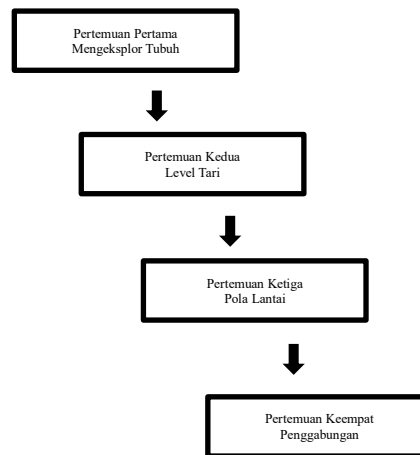 Pertemuan Pertama
Mengeksplor Tubuh
Pertemuan Kedua
Level Tari
Pertemuan Ketiga
Pola Lantai
Pertemuan Keempat
Penggabungan